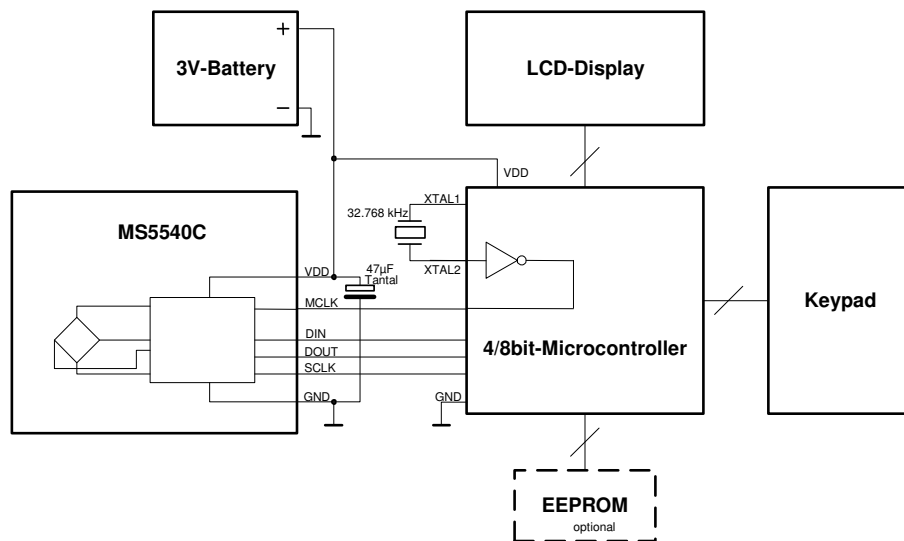 +
3V-Battery
−
LCD-Display
VDD
MS5540C
XTAL1
32.768 kHz
XTAL2
VDD
47µF
Tantal
MCLK
DIN
DOUT
SCLK
GND
4/8bit-Microcontroller
GND
Keypad
EEPROM
optional